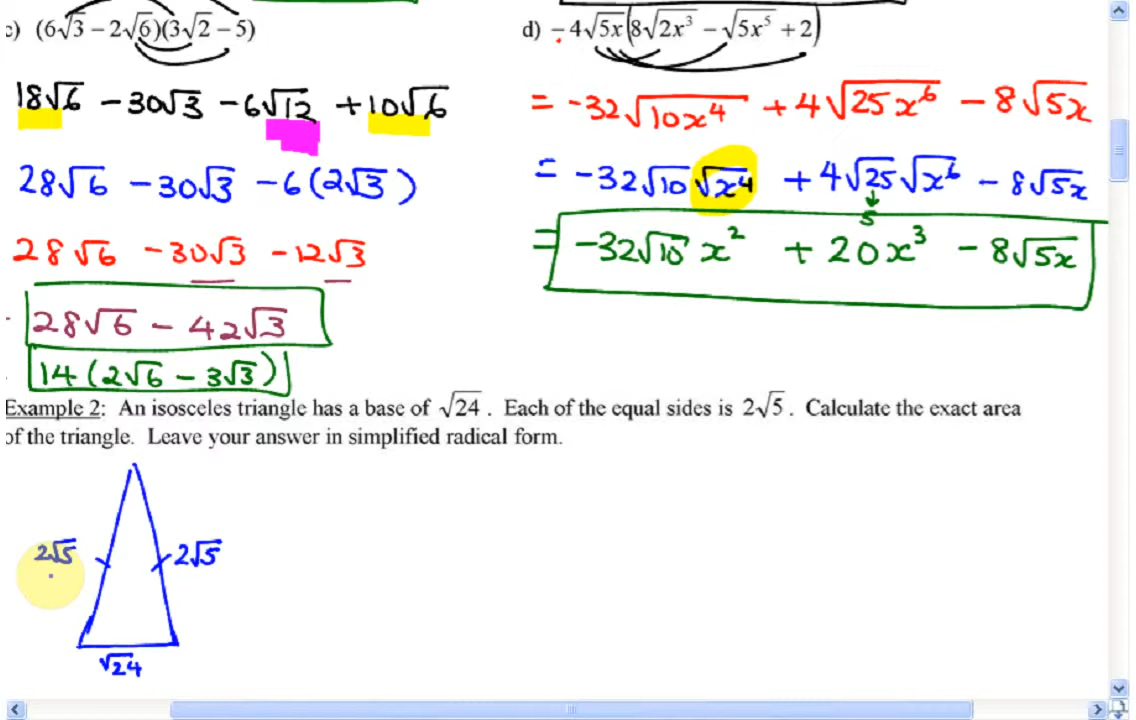 c) (6√3 − 2√6)(3√2 − 5)
18√6 − 30√3 − 6√12 + 10√6
28√6 − 30√3 − 6(2√3)
28√6 − 30√3 − 12√3
28√6 − 42√3
14(2√6 − 3√3)
d) −4√5x(8√2x³ − √5x⁵ + 2)
= −32√10x⁴ + 4√25x⁶ − 8√5x
= −32√10 √x⁴ + 4√25 √x⁶ − 8√5x
5
= −32√10 x² + 20x³ − 8√5x
Example 2: An isosceles triangle has a base of √24. Each of the equal sides is 2√5. Calculate the exact area
of the triangle. Leave your answer in simplified radical form.
2√5 2√5
√24